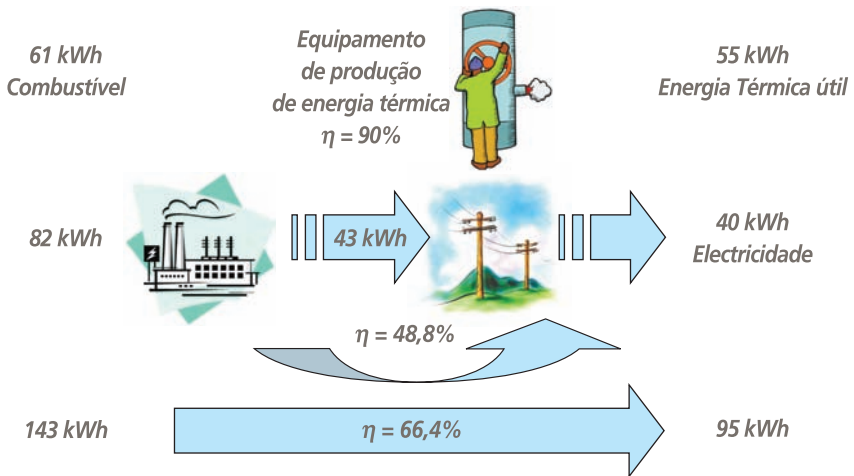 61 kWh
Combustível
Equipamento
de produção
de energia térmica
η = 90%
55 kWh
Energia Térmica útil
82 kWh
43 kWh
40 kWh
Electricidade
η = 48,8%
143 kWh
η = 66,4%
95 kWh